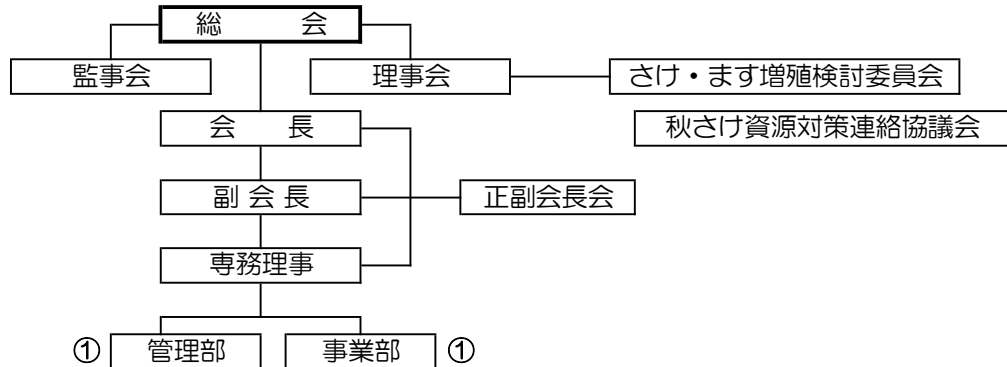 総　　会
監事会
理事会
さけ・ます増殖検討委員会
会　　長
秋さけ資源対策連絡協議会
副 会 長
正副会長会
専務理事
① 管理部
事業部 ①